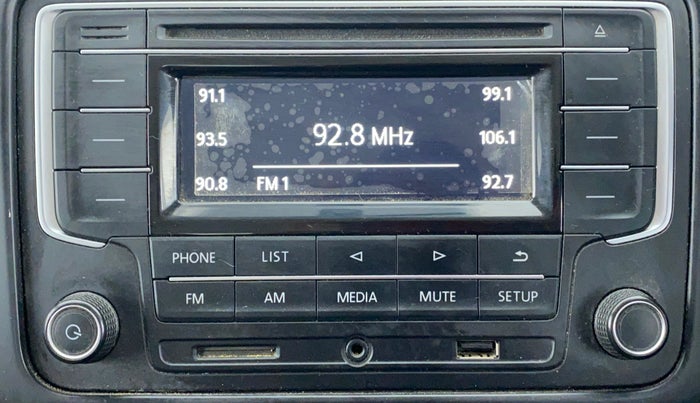 91.1 99.1
93.5 92.8 MHz 106.1
90.8 FM 1 92.7
PHONE LIST
FM AM MEDIA MUTE SETUP